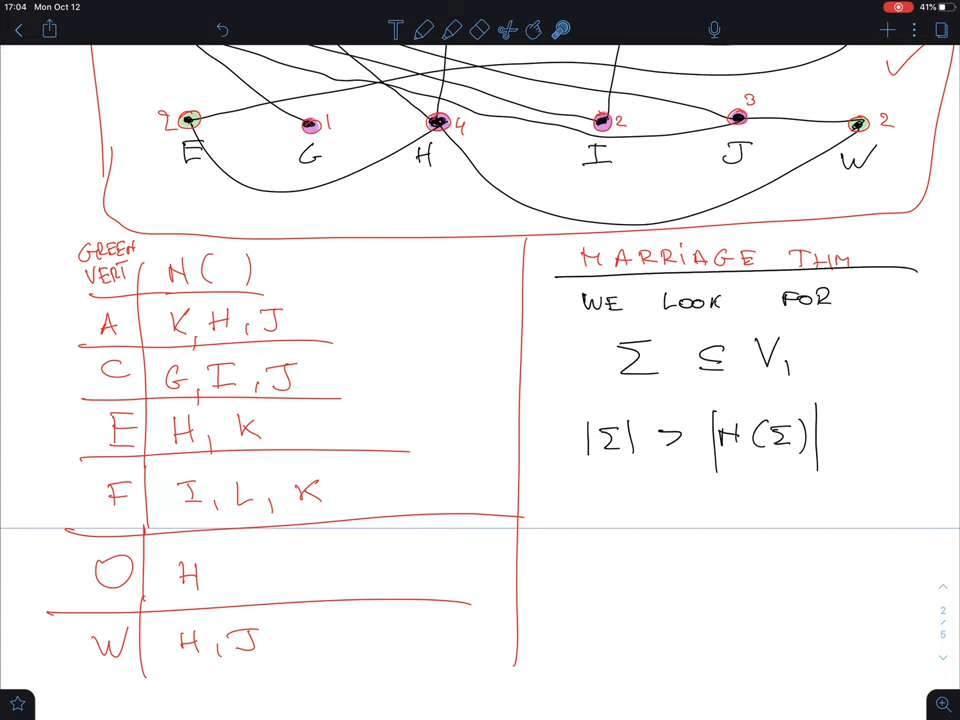 17:04 Mon Oct 12
41%
2 1 4 2 3 2
E G H I J W
GREEN VERT N( )
A K, H, J
C G, I, J
E H, K
F I, L, K
O H
W H, J
MARRIAGE THM
WE LOOK FOR
Σ ⊆ V₁
|Σ| > |N(Σ)|
2
/
5